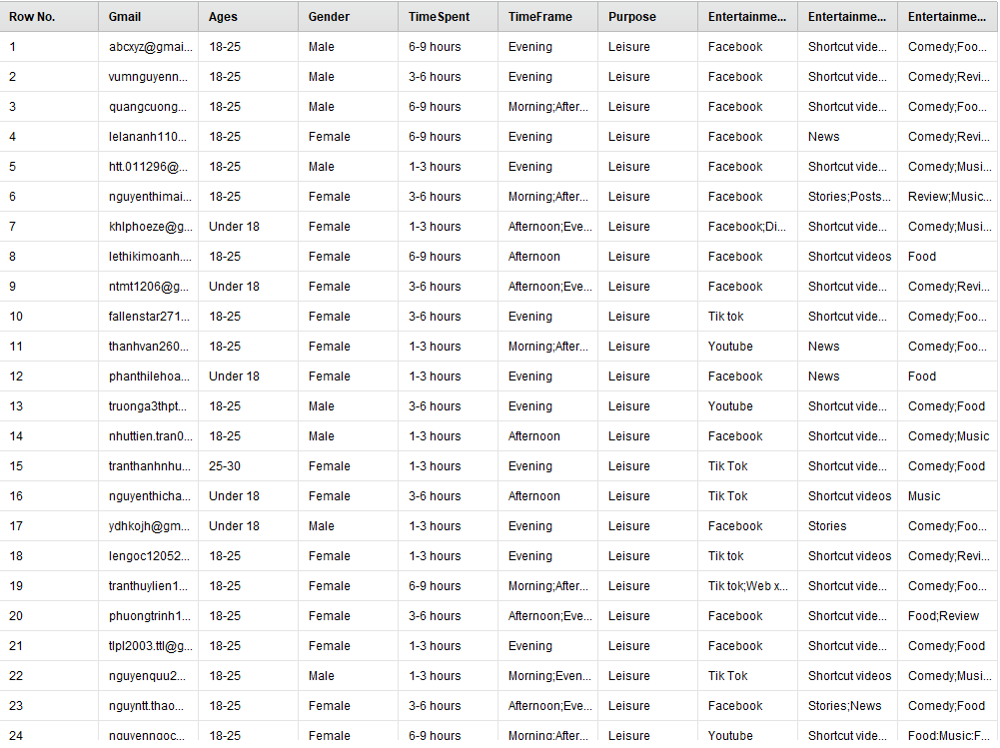 Row No. Gmail Ages Gender TimeSpent TimeFrame Purpose Entertainme... Entertainme... Entertainme...
1 abcxyz@gmai... 18-25 Male 6-9 hours Evening Leisure Facebook Shortcut vide... Comedy;Foo...
2 vumnguyenn... 18-25 Male 3-6 hours Evening Leisure Facebook Shortcut vide... Comedy;Revi...
3 quangcuong... 18-25 Male 6-9 hours Morning;After... Leisure Facebook Shortcut vide... Comedy;Foo...
4 lelananh110... 18-25 Female 6-9 hours Evening Leisure Facebook News Comedy;Revi...
5 htt.011296@... 18-25 Male 1-3 hours Evening Leisure Facebook Shortcut vide... Comedy;Musi...
6 nguyenthimai... 18-25 Female 3-6 hours Morning;After... Leisure Facebook Stories;Posts... Review;Music...
7 khlphoeze@g... Under 18 Female 1-3 hours Afternoon;Eve... Leisure Facebook;Di... Shortcut vide... Comedy;Musi...
8 lethikimoanh.... 18-25 Female 6-9 hours Afternoon Leisure Facebook Shortcut videos Food
9 ntmt1206@g... Under 18 Female 3-6 hours Afternoon;Eve... Leisure Facebook Shortcut vide... Comedy;Revi...
10 fallenstar271... 18-25 Female 3-6 hours Evening Leisure Tik tok Shortcut vide... Comedy;Foo...
11 thanhvan260... 18-25 Female 1-3 hours Morning;After... Leisure Youtube News Comedy;Foo...
12 phanthilehoa... Under 18 Female 1-3 hours Evening Leisure Facebook News Food
13 truonga3thpt... 18-25 Male 3-6 hours Evening Leisure Youtube Shortcut vide... Comedy;Food
14 nhuttien.tran0... 18-25 Male 1-3 hours Afternoon Leisure Facebook Shortcut vide... Comedy;Music
15 tranthanhnhu... 25-30 Female 1-3 hours Evening Leisure Tik Tok Shortcut vide... Comedy;Food
16 nguyenthicha... Under 18 Female 3-6 hours Afternoon Leisure Tik Tok Shortcut videos Music
17 ydhkojh@gm... Under 18 Male 1-3 hours Evening Leisure Facebook Stories Comedy;Foo...
18 lengoc12052... 18-25 Female 1-3 hours Evening Leisure Tik tok Shortcut videos Comedy;Revi...
19 tranthuylien1... 18-25 Female 6-9 hours Morning;After... Leisure Tik tok;Web x... Shortcut vide... Comedy;Foo...
20 phuongtrinh1... 18-25 Female 3-6 hours Afternoon;Eve... Leisure Facebook Shortcut vide... Food;Review
21 tlpl2003.ttl@g... 18-25 Female 1-3 hours Evening Leisure Facebook Shortcut vide... Comedy;Food
22 nguyenquu2... 18-25 Male 1-3 hours Morning;Even... Leisure Tik Tok Shortcut videos Comedy;Musi...
23 nguyntt.thao... 18-25 Female 3-6 hours Afternoon;Eve... Leisure Facebook Stories;News Comedy;Food
24 nguyenngoc... 18-25 Female 6-9 hours Morning;After... Leisure Youtube Shortcut vide... Food;Music;F...